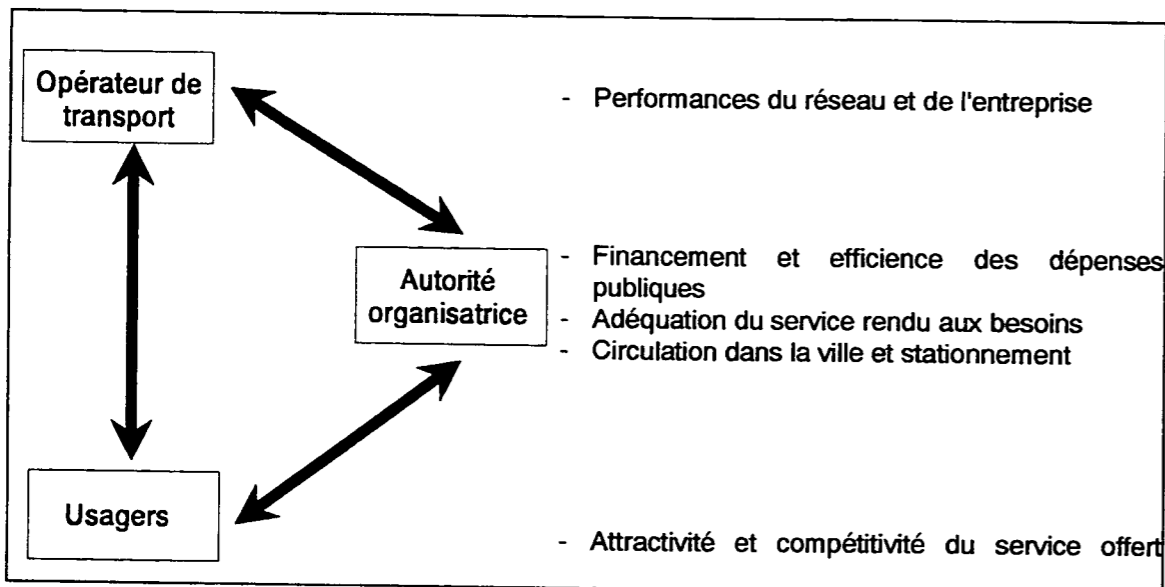 Opérateur de
transport
- Performances du réseau et de l'entreprise
Autorité
organisatrice
- Financement et efficience des dépenses
publiques
- Adéquation du service rendu aux besoins
- Circulation dans la ville et stationnement
Usagers
- Attractivité et compétitivité du service offert